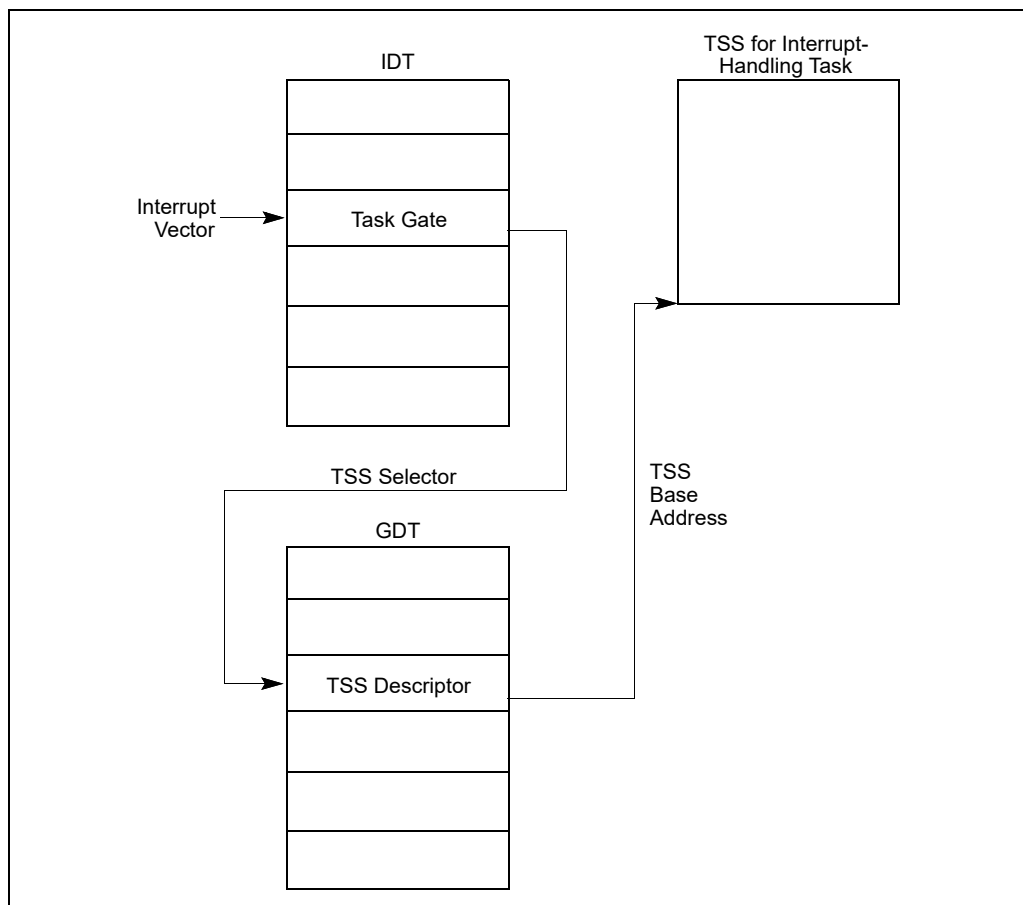 IDT
TSS for Interrupt-
Handling Task
Interrupt
Vector
Task Gate
TSS Selector
TSS
Base
Address
GDT
TSS Descriptor